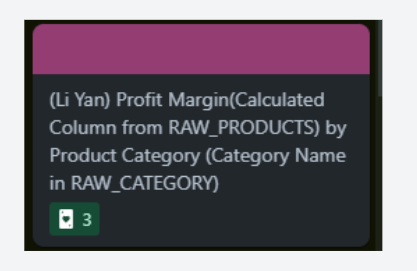 (Li Yan) Profit Margin(Calculated
Column from RAW_PRODUCTS) by
Product Category (Category Name
in RAW_CATEGORY)
3